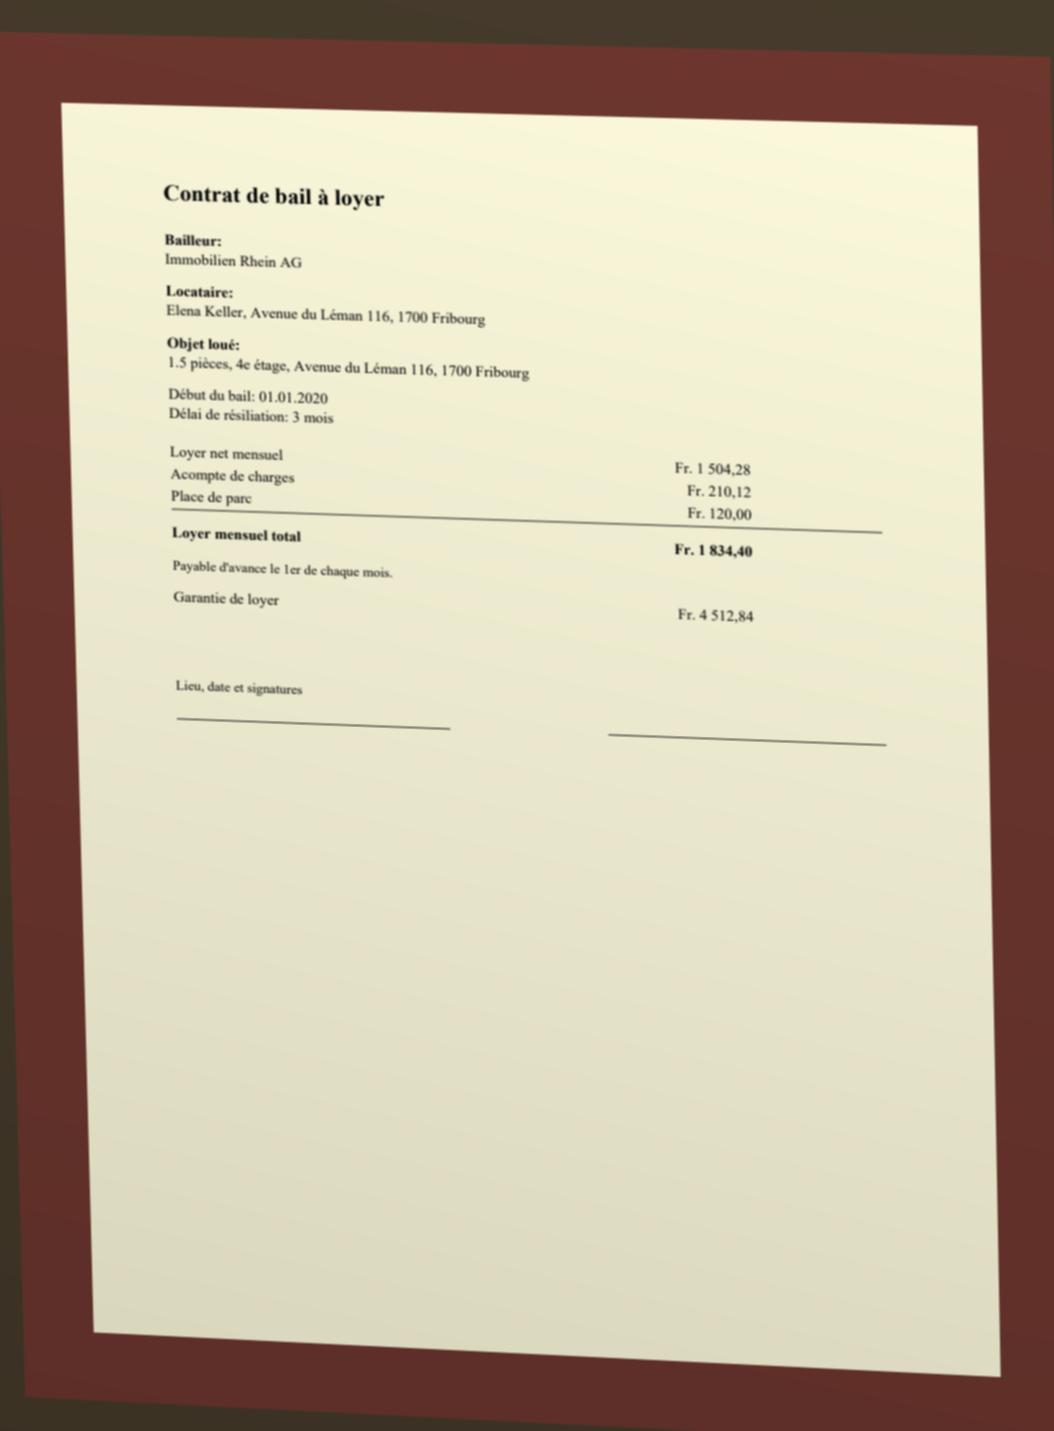 Contrat de bail à loyer
Bailleur:
Immobilien Rhein AG
Locataire:
Elena Keller, Avenue du Léman 116, 1700 Fribourg
Objet loué:
1.5 pièces, 4e étage, Avenue du Léman 116, 1700 Fribourg
Début du bail: 01.01.2020
Délai de résiliation: 3 mois
Loyer net mensuel Fr. 1 504,28
Acompte de charges Fr. 210,12
Place de parc Fr. 120,00
Loyer mensuel total Fr. 1 834,40
Payable d'avance le 1er de chaque mois.
Garantie de loyer Fr. 4 512,84
Lieu, date et signatures